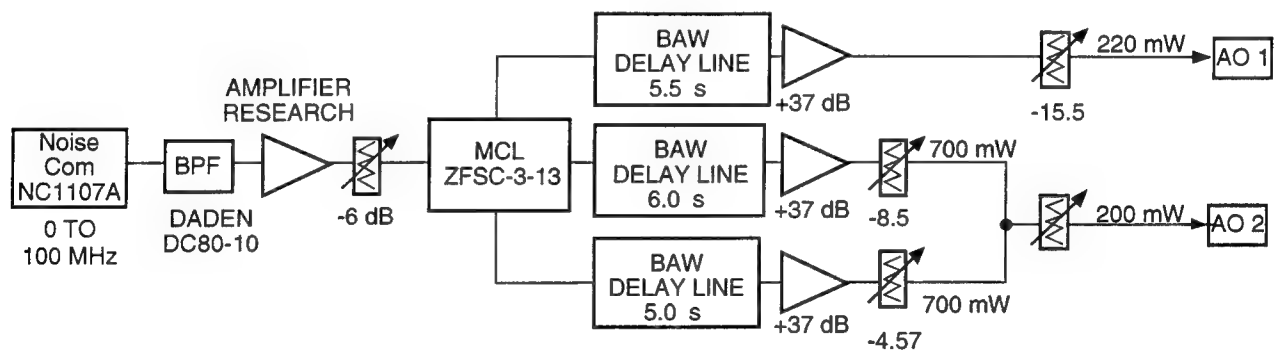 Noise
Com
NC1107A
0 TO
100 MHz
BPF
DADEN
DC80-10
AMPLIFIER
RESEARCH
-6 dB
MCL
ZFSC-3-13
BAW
DELAY LINE
5.5 s
+37 dB
-15.5
220 mW
AO 1
BAW
DELAY LINE
6.0 s
+37 dB
-8.5
700 mW
200 mW
AO 2
BAW
DELAY LINE
5.0 s
+37 dB
-4.57
700 mW